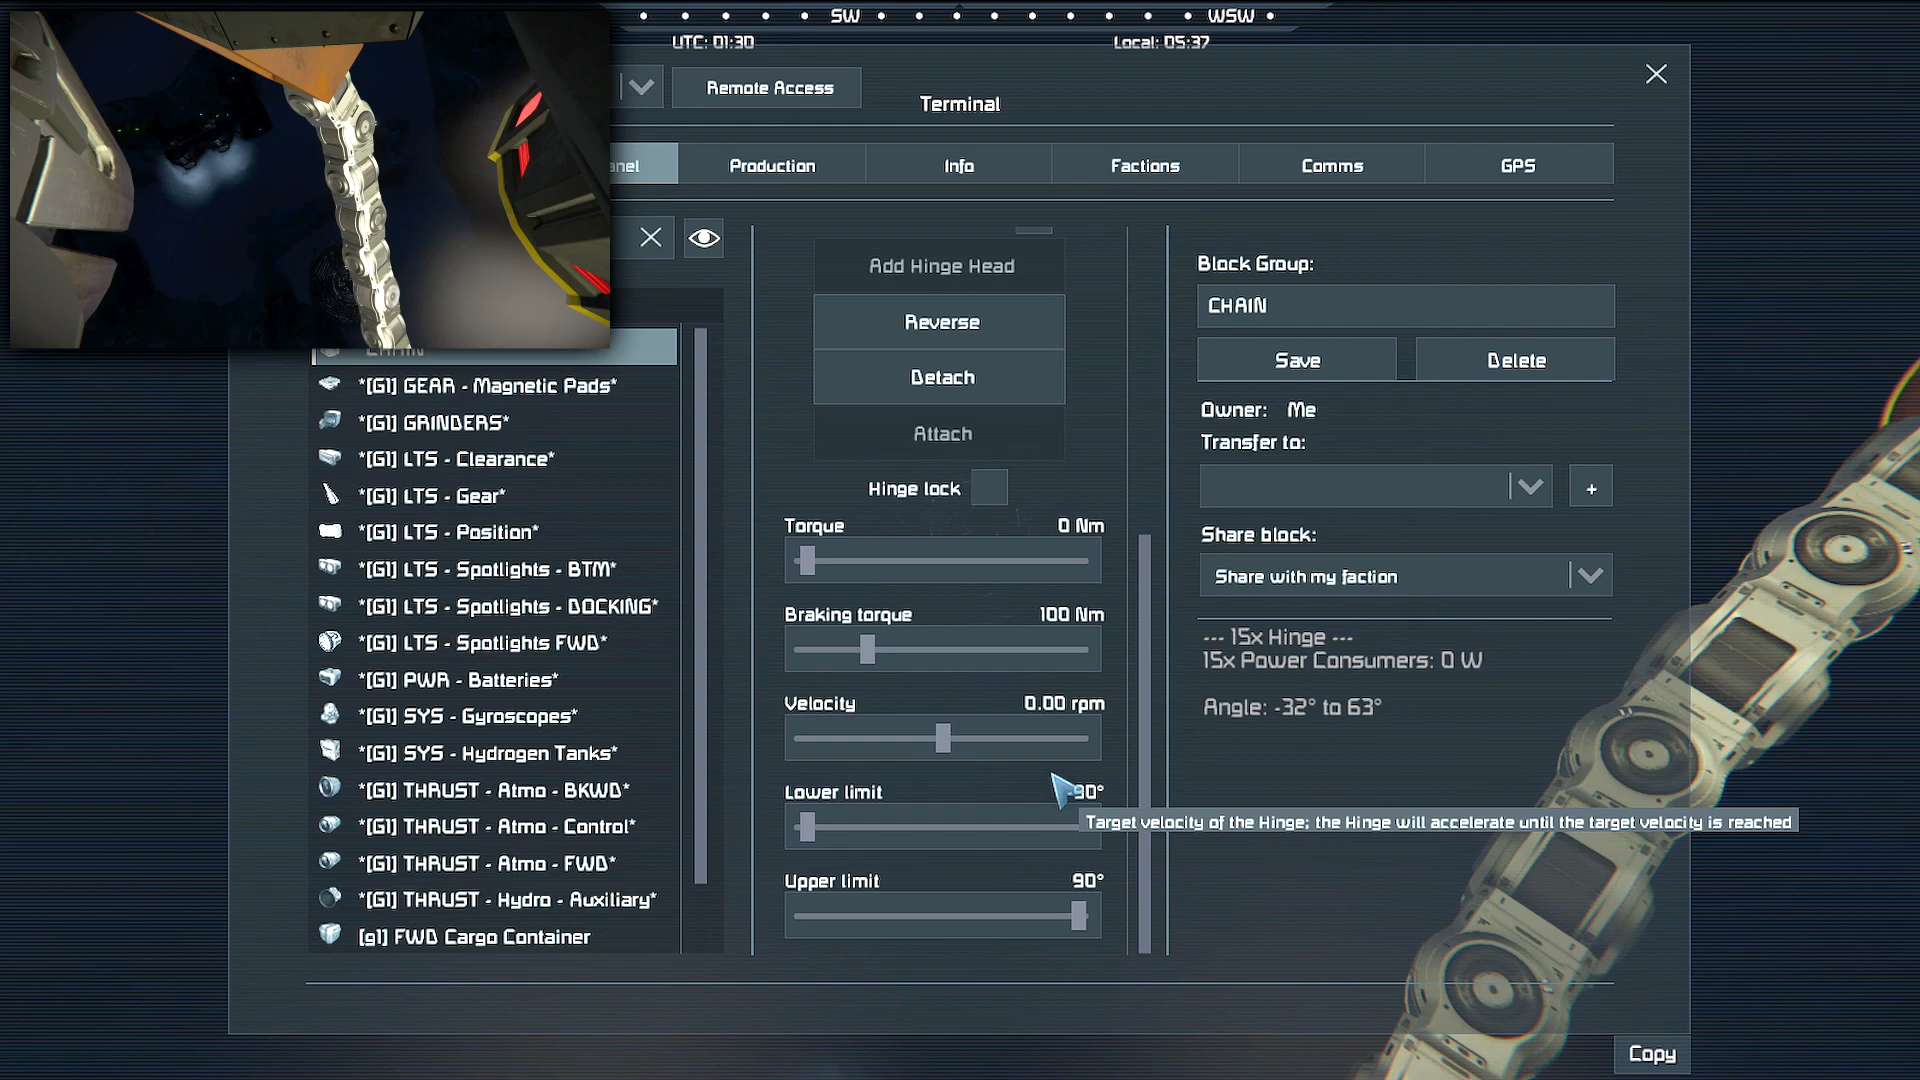 SW
WSW
UTC: 01:30
Local: 05:37
Remote Access
Terminal
Production
Info
Factions
Comms
GPS
CHAIN
*[G1] GEAR - Magnetic Pads*
*[G1] GRINDERS*
*[G1] LTS - Clearance*
*[G1] LTS - Gear*
*[G1] LTS - Position*
*[G1] LTS - Spotlights - BTM*
*[G1] LTS - Spotlights - DOCKING*
*[G1] LTS - Spotlights FWD*
*[G1] PWR - Batteries*
*[G1] SYS - Gyroscopes*
*[G1] SYS - Hydrogen Tanks*
*[G1] THRUST - Atmo - BKWD*
*[G1] THRUST - Atmo - Control*
*[G1] THRUST - Atmo - FWD*
*[G1] THRUST - Hydro - Auxiliary*
[g1] FWD Cargo Container
Add Hinge Head
Reverse
Detach
Attach
Hinge lock
Torque 0 Nm
Braking torque 100 Nm
Velocity 0.00 rpm
Lower limit -90°
Target velocity of the Hinge; the Hinge will accelerate until the target velocity is reached
Upper limit 90°
Block Group:
CHAIN
Save
Delete
Owner: Me
Transfer to:
+
Share block:
Share with my faction
--- 15x Hinge ---
15x Power Consumers: 0 W
Angle: -32° to 63°
Copy